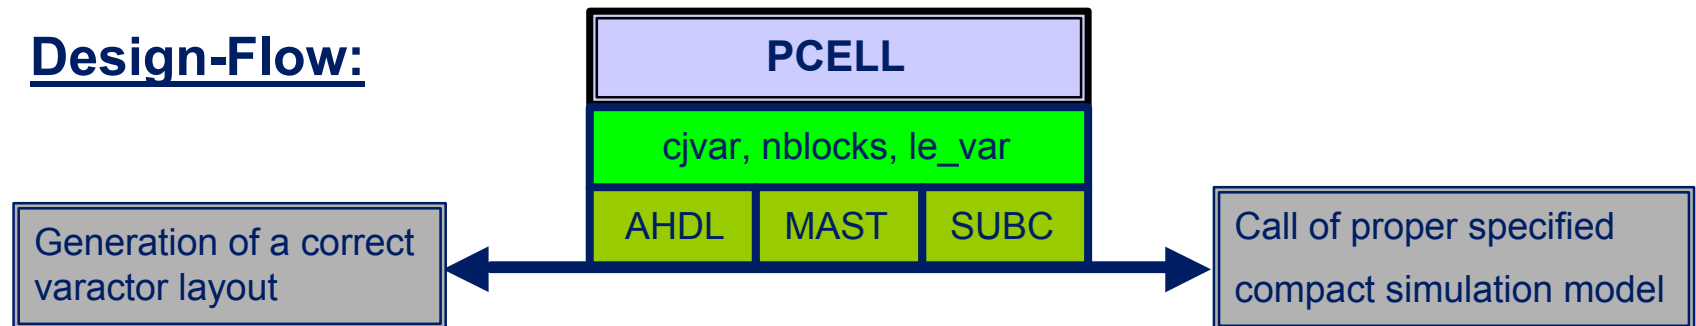 Design-Flow:
PCELL
cjvar, nblocks, le_var
AHDL MAST SUBC
Generation of a correct
varactor layout
Call of proper specified
compact simulation model